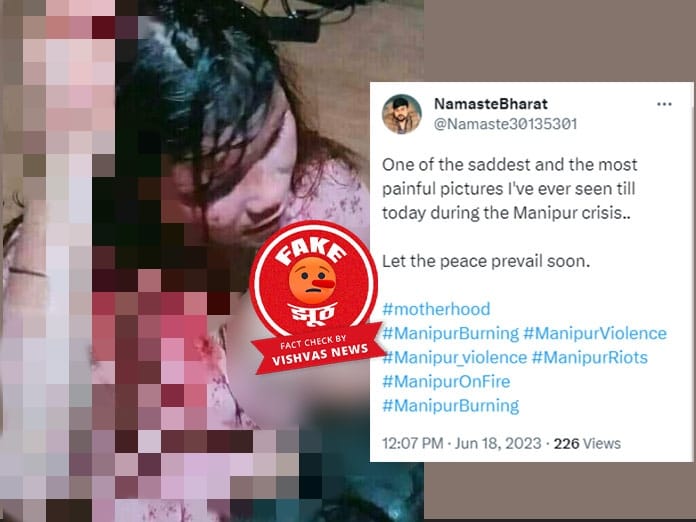 NamasteBharat
@Namaste30135301
One of the saddest and the most
painful pictures I've ever seen till
today during the Manipur crisis..
Let the peace prevail soon.
#motherhood
#ManipurBurning #ManipurViolence
#Manipur_violence #ManipurRiots
#ManipurOnFire
#ManipurBurning
12:07 PM · Jun 18, 2023 · 226 Views
FAKE
झूठ
FACT CHECK BY
VISHVAS NEWS